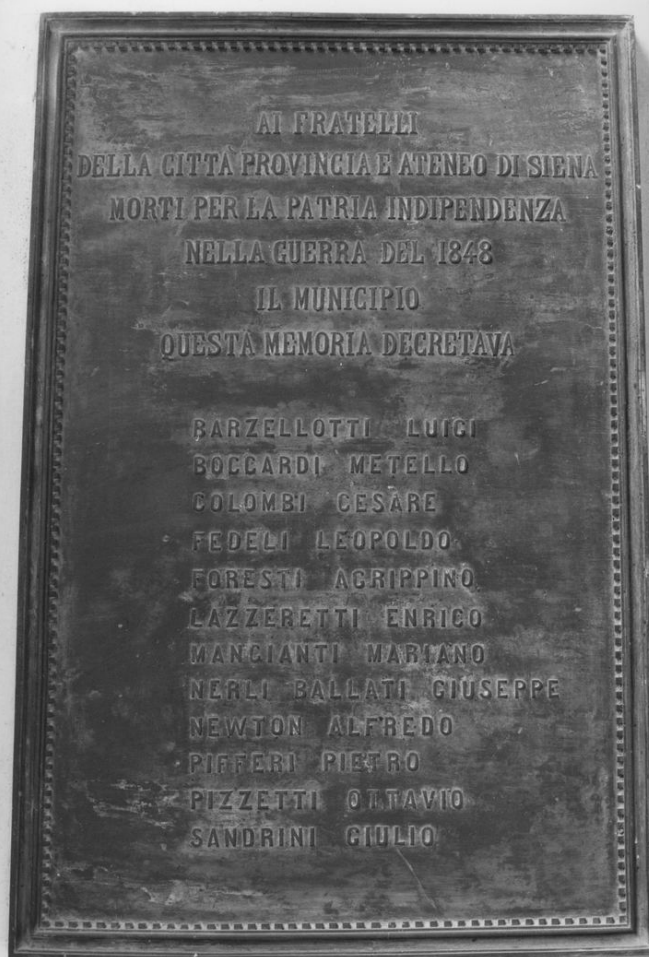 AI FRATELLI
DELLA CITTÀ PROVINCIA E ATENEO DI SIENA
MORTI PER LA PATRIA INDIPENDENZA
NELLA GUERRA DEL 1848
IL MUNICIPIO
QUESTA MEMORIA DECRETAVA
BARZELLOTTI LUIGI
BOCCARDI METELLO
COLOMBI CESARE
FEDELI LEOPOLDO
FORESTI AGRIPPINO
LAZZERETTI ENRICO
MANGIANTI MARIANO
NERLI BALLATI GIUSEPPE
NEWTON ALFREDO
PIFFERI PIETRO
PIZZETTI OTTAVIO
SANDRINI GIULIO